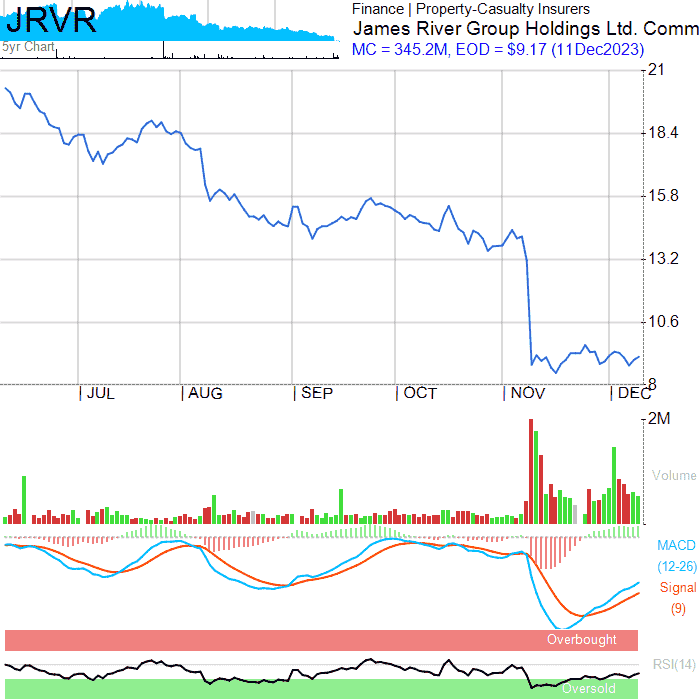 JRVR
5yr Chart
Finance | Property-Casualty Insurers
James River Group Holdings Ltd. Comm
MC = 345.2M, EOD = $9.17 (11Dec2023)
21
18.4
15.8
13.2
10.6
8
JUL AUG SEP OCT NOV DEC
2M
Volume
MACD
(12-26)
Signal
(9)
Overbought
RSI(14)
Oversold